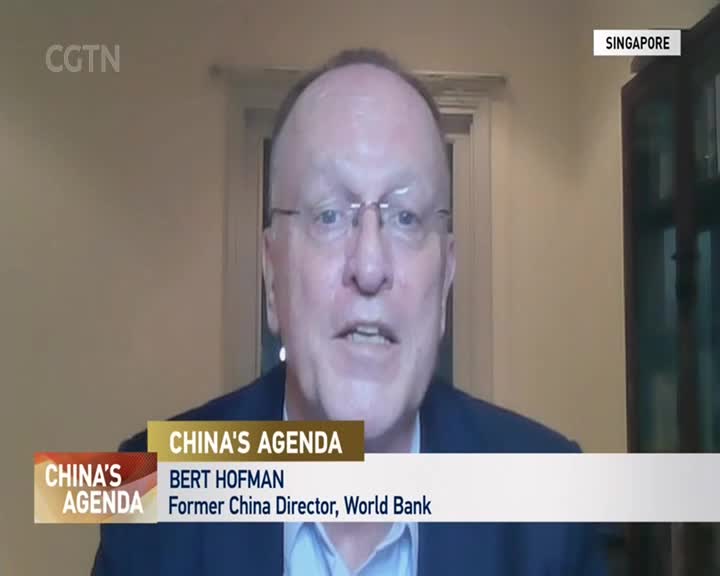 CGTN
SINGAPORE
CHINA'S AGENDA
CHINA'S
AGENDA
BERT HOFMAN
Former China Director, World Bank